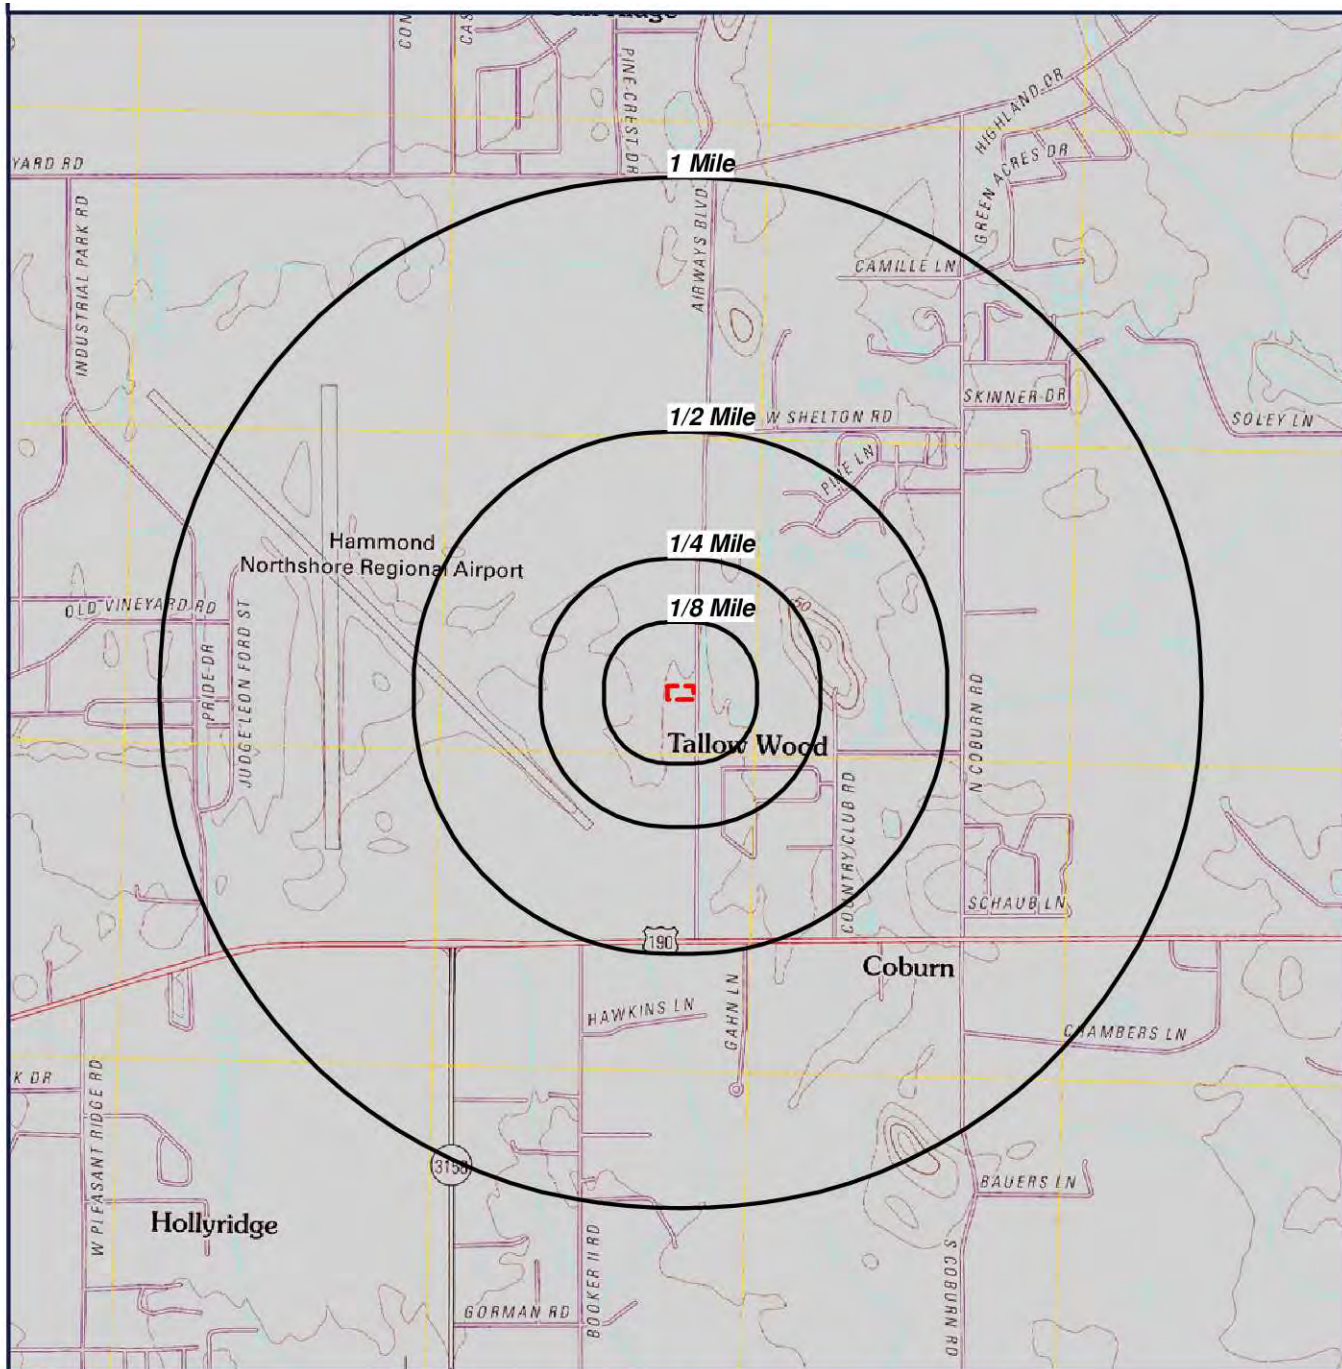 CON
CAS
PINE CREST DR
HIGHLAND DR
YARD RD
1 Mile
GREEN ACRES DR
INDUSTRIAL PARK RD
AIRWAYS BLVD
CAMILLE LN
SKINNER DR
1/2 Mile
W SHELTON RD
SOLEY LN
PINE LN
Hammond
Northshore Regional Airport
1/4 Mile
OLD VINEYARD RD
1/8 Mile
50
PRIDE DR
JUDGE LEON FORD ST
Tallow Wood
N COBURN RD
COUNTRY CLUB RD
SCHAUB LN
190
Coburn
HAWKINS LN
GAHN LN
CHAMBERS LN
K DR
W PLEASANT RIDGE RD
3158
BAUERS LN
Hollyridge
BOOKER H RD
S COBURN RD
GORMAN RD